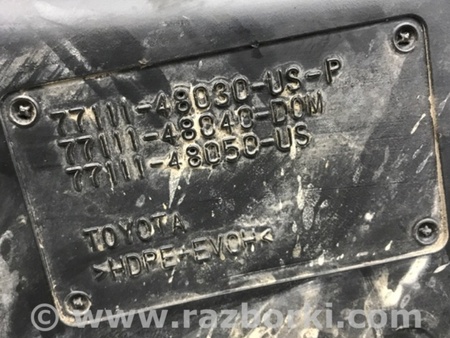 77111-48030-US-P
77111-48040-DOM
77111-48050-US
TOYOTA
>HDPE-EVOH<
© www.razborki.com